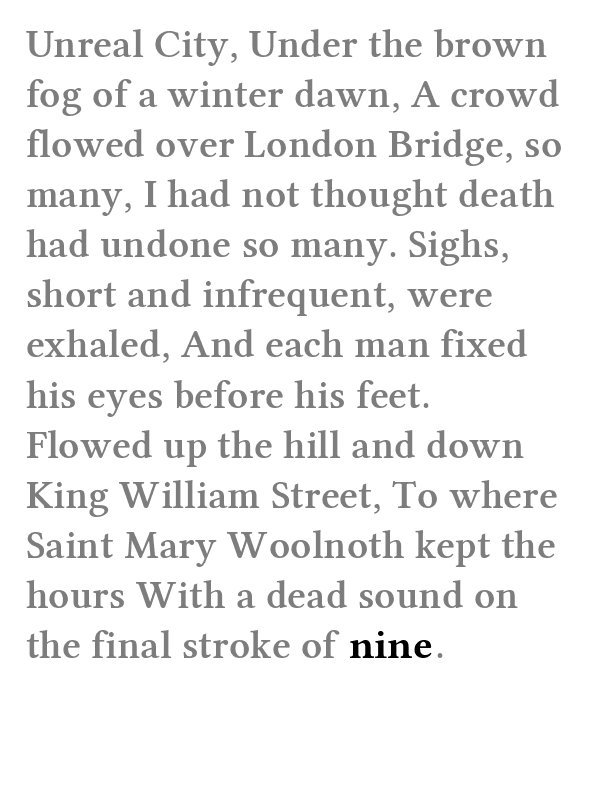 Unreal City, Under the brown
fog of a winter dawn, A crowd
flowed over London Bridge, so
many, I had not thought death
had undone so many. Sighs,
short and infrequent, were
exhaled, And each man fixed
his eyes before his feet.
Flowed up the hill and down
King William Street, To where
Saint Mary Woolnoth kept the
hours With a dead sound on
the final stroke of nine.